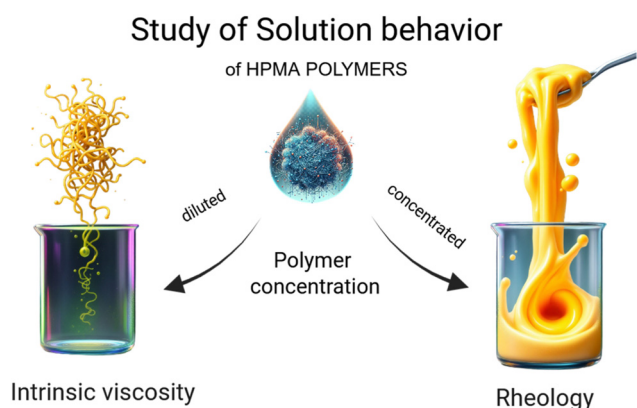 Study of Solution behavior
of HPMA POLYMERS
diluted
concentrated
Polymer
concentration
Intrinsic viscosity
Rheology